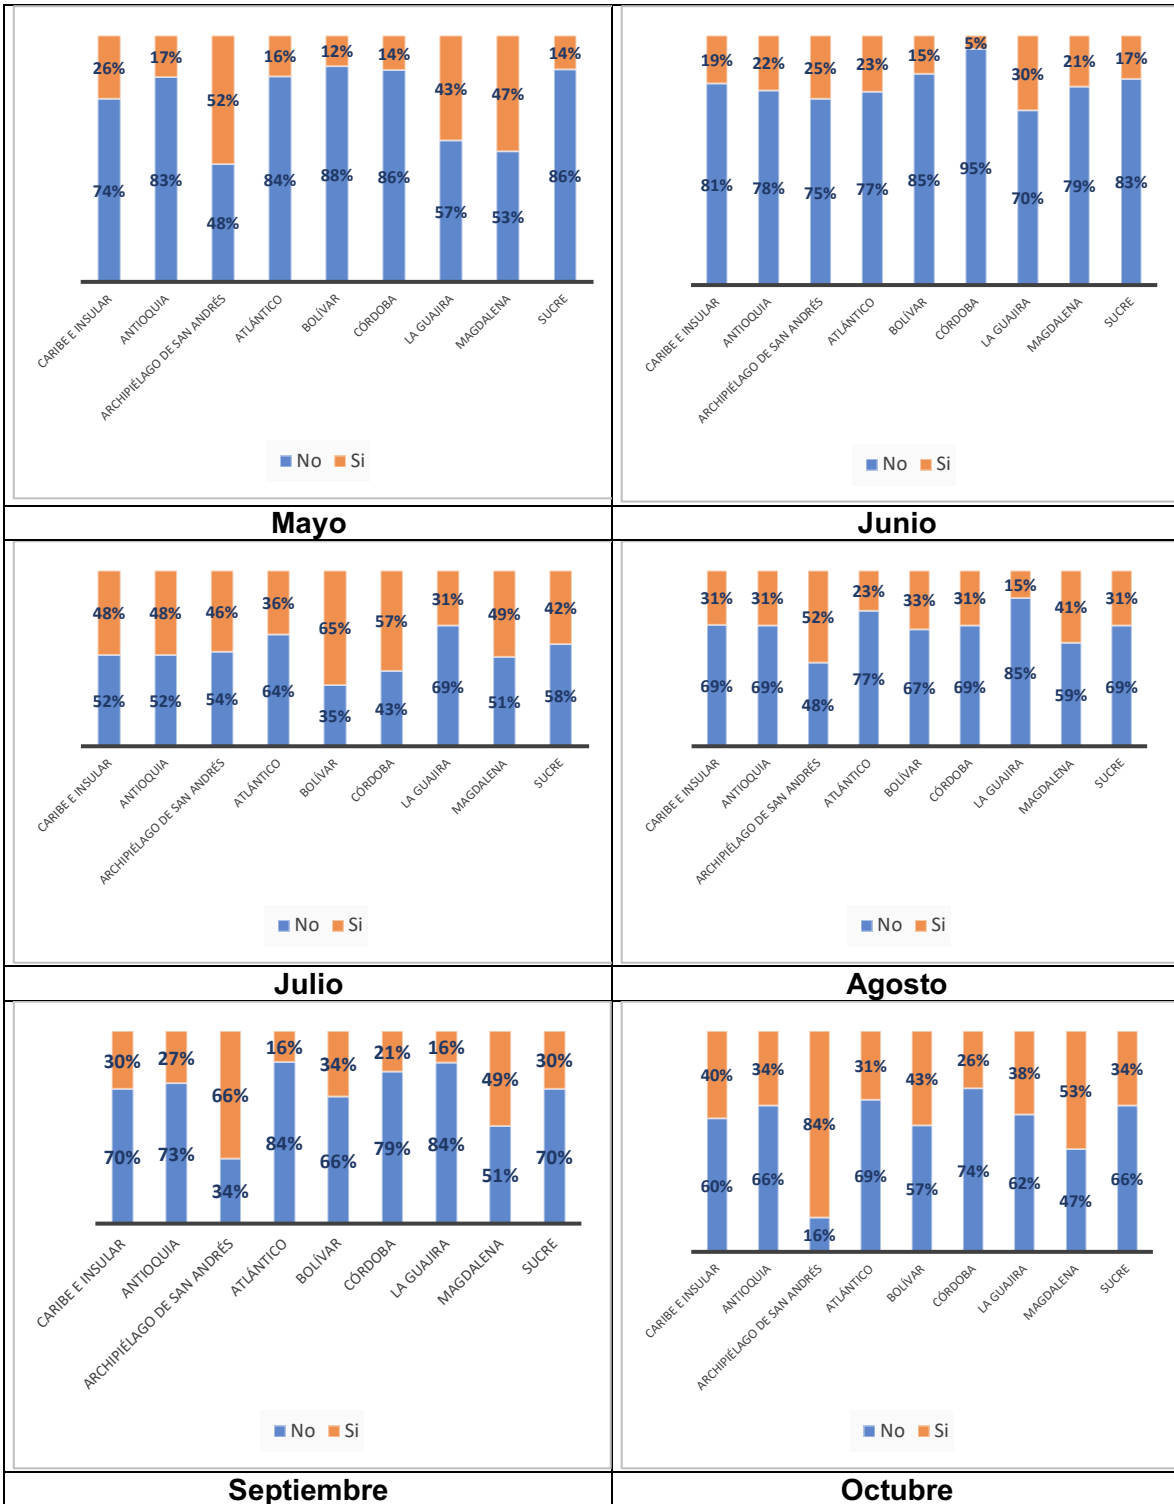 26% 17% 52% 16% 12% 14% 43% 47% 14%
74% 83% 48% 84% 88% 86% 57% 53% 86%
CARIBE E INSULAR
ANTIOQUIA
ARCHIPIÉLAGO DE SAN ANDRÉS
ATLÁNTICO
BOLÍVAR
CÓRDOBA
LA GUAJIRA
MAGDALENA
SUCRE
No Si
Mayo
19% 22% 25% 23% 15% 5% 30% 21% 17%
81% 78% 75% 77% 85% 95% 70% 79% 83%
CARIBE E INSULAR
ANTIOQUIA
ARCHIPIÉLAGO DE SAN ANDRÉS
ATLÁNTICO
BOLÍVAR
CÓRDOBA
LA GUAJIRA
MAGDALENA
SUCRE
No Si
Junio
48% 48% 46% 36% 65% 57% 31% 49% 42%
52% 52% 54% 64% 35% 43% 69% 51% 58%
CARIBE E INSULAR
ANTIOQUIA
ARCHIPIÉLAGO DE SAN ANDRÉS
ATLÁNTICO
BOLÍVAR
CÓRDOBA
LA GUAJIRA
MAGDALENA
SUCRE
No Si
Julio
31% 31% 52% 23% 33% 31% 15% 41% 31%
69% 69% 48% 77% 67% 69% 85% 59% 69%
CARIBE E INSULAR
ANTIOQUIA
ARCHIPIÉLAGO DE SAN ANDRÉS
ATLÁNTICO
BOLÍVAR
CÓRDOBA
LA GUAJIRA
MAGDALENA
SUCRE
No Si
Agosto
30% 27% 66% 16% 34% 21% 16% 49% 30%
70% 73% 34% 84% 66% 79% 84% 51% 70%
CARIBE E INSULAR
ANTIOQUIA
ARCHIPIÉLAGO DE SAN ANDRÉS
ATLÁNTICO
BOLÍVAR
CÓRDOBA
LA GUAJIRA
MAGDALENA
SUCRE
No Si
Septiembre
40% 34% 84% 31% 43% 26% 38% 53% 34%
60% 66% 16% 69% 57% 74% 62% 47% 66%
CARIBE E INSULAR
ANTIOQUIA
ARCHIPIÉLAGO DE SAN ANDRÉS
ATLÁNTICO
BOLÍVAR
CÓRDOBA
LA GUAJIRA
MAGDALENA
SUCRE
No Si
Octubre